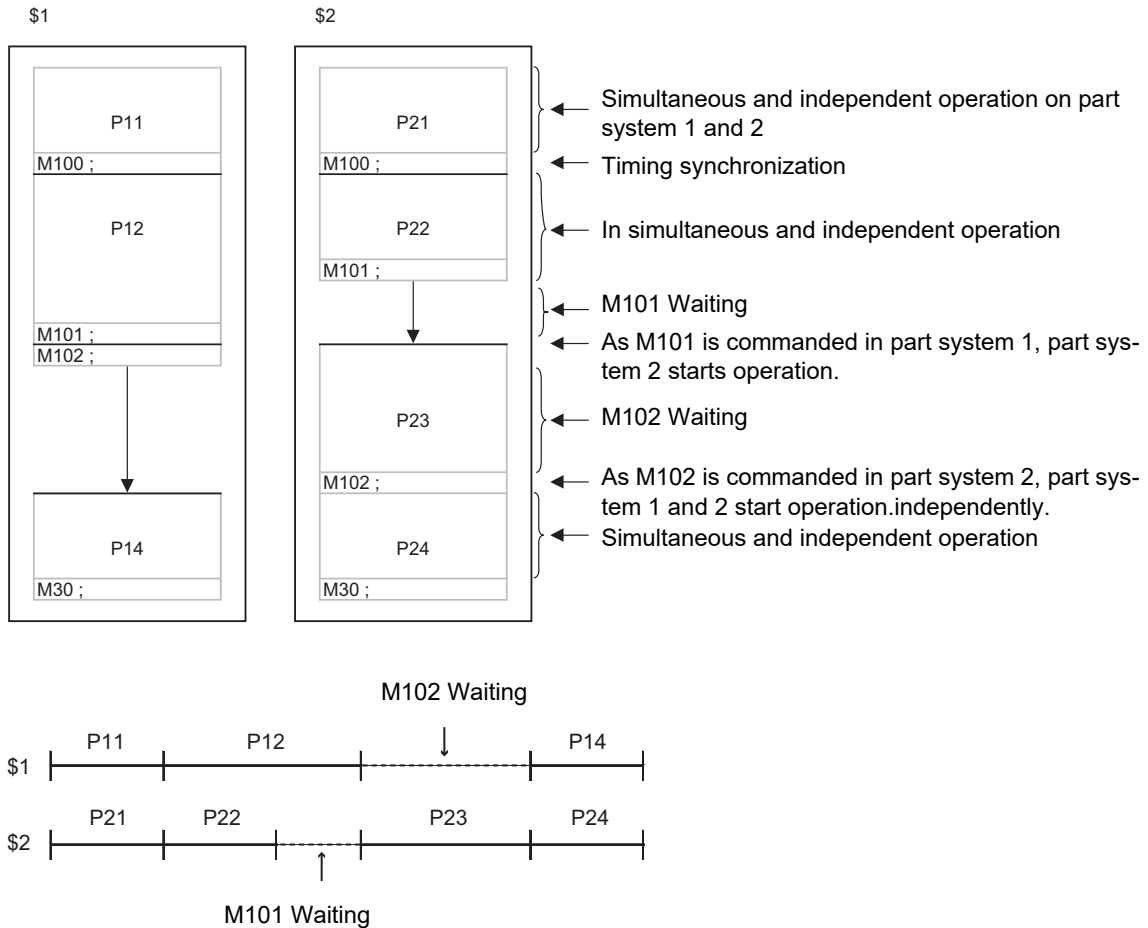 $1
$2
P11
M100 ;
P12
M101 ;
M102 ;
P14
M30 ;
P21
M100 ;
P22
M101 ;
P23
M102 ;
P24
M30 ;
Simultaneous and independent operation on part
system 1 and 2
Timing synchronization
In simultaneous and independent operation
M101 Waiting
As M101 is commanded in part system 1, part sys-
tem 2 starts operation.
M102 Waiting
As M102 is commanded in part system 2, part sys-
tem 1 and 2 start operation.independently.
Simultaneous and independent operation
M102 Waiting
P11 P12 P14
$1
P21 P22 P23 P24
$2
M101 Waiting